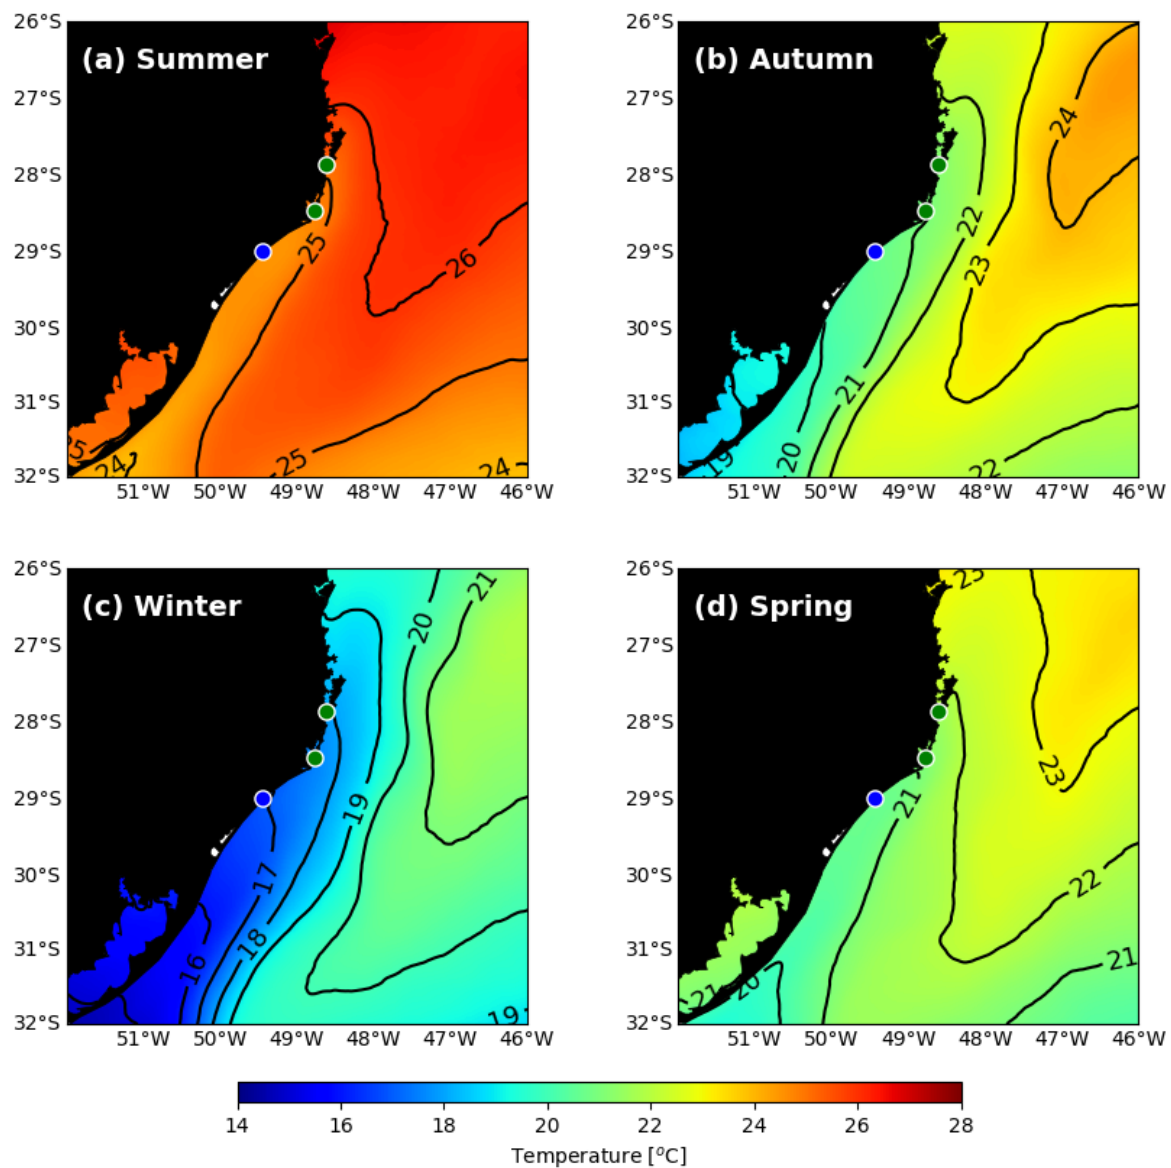 (a) Summer
26°S
27°S
28°S
29°S
30°S
31°S
32°S
51°W 50°W 49°W 48°W 47°W 46°W
25
26
25
24
25
24
(b) Autumn
26°S
27°S
28°S
29°S
30°S
31°S
32°S
51°W 50°W 49°W 48°W 47°W 46°W
24
22
23
21
20
19
22
(c) Winter
26°S
27°S
28°S
29°S
30°S
31°S
32°S
51°W 50°W 49°W 48°W 47°W 46°W
21
20
19
17
18
16
19
(d) Spring
26°S
27°S
28°S
29°S
30°S
31°S
32°S
51°W 50°W 49°W 48°W 47°W 46°W
23
23
21
22
21
20
21
14 16 18 20 22 24 26 28
Temperature [°C]